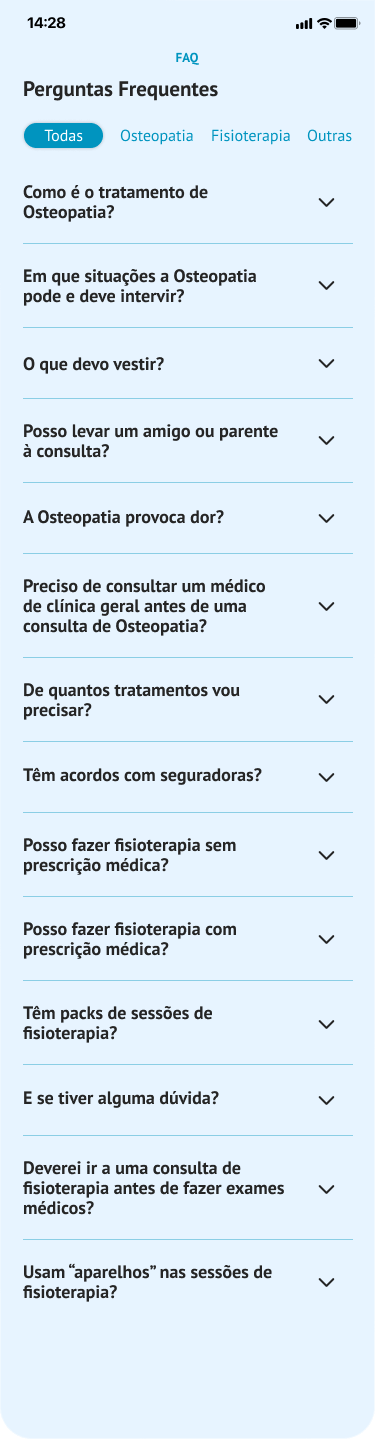 14:28
FAQ
Perguntas Frequentes
Todas Osteopatia Fisioterapia Outras
Como é o tratamento de
Osteopatia?
Em que situações a Osteopatia
pode e deve intervir?
O que devo vestir?
Posso levar um amigo ou parente
à consulta?
A Osteopatia provoca dor?
Preciso de consultar um médico
de clínica geral antes de uma
consulta de Osteopatia?
De quantos tratamentos vou
precisar?
Têm acordos com seguradoras?
Posso fazer fisioterapia sem
prescrição médica?
Posso fazer fisioterapia com
prescrição médica?
Têm packs de sessões de
fisioterapia?
E se tiver alguma dúvida?
Deverei ir a uma consulta de
fisioterapia antes de fazer exames
médicos?
Usam “aparelhos” nas sessões de
fisioterapia?